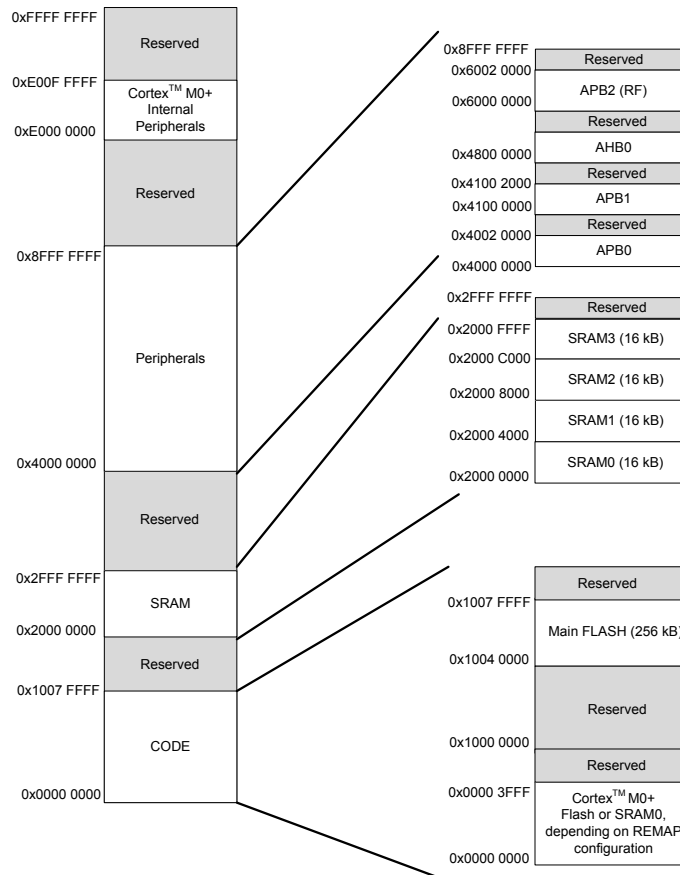 0xFFFF FFFF
Reserved
0xE00F FFFF
Cortex™ M0+
Internal
Peripherals
0xE000 0000
Reserved
0x8FFF FFFF
Peripherals
0x4000 0000
Reserved
0x2FFF FFFF
SRAM
0x2000 0000
Reserved
0x1007 FFFF
CODE
0x0000 0000
0x8FFF FFFF
Reserved
0x6002 0000
APB2 (RF)
0x6000 0000
Reserved
AHB0
0x4800 0000
Reserved
0x4100 2000
APB1
0x4100 0000
Reserved
0x4002 0000
APB0
0x4000 0000
0x2FFF FFFF
Reserved
0x2000 FFFF
SRAM3 (16 kB)
0x2000 C000
SRAM2 (16 kB)
0x2000 8000
SRAM1 (16 kB)
0x2000 4000
SRAM0 (16 kB)
0x2000 0000
Reserved
0x1007 FFFF
Main FLASH (256 kB)
0x1004 0000
Reserved
0x1000 0000
Reserved
0x0000 3FFF
Cortex™ M0+
Flash or SRAM0,
depending on REMAP
configuration
0x0000 0000